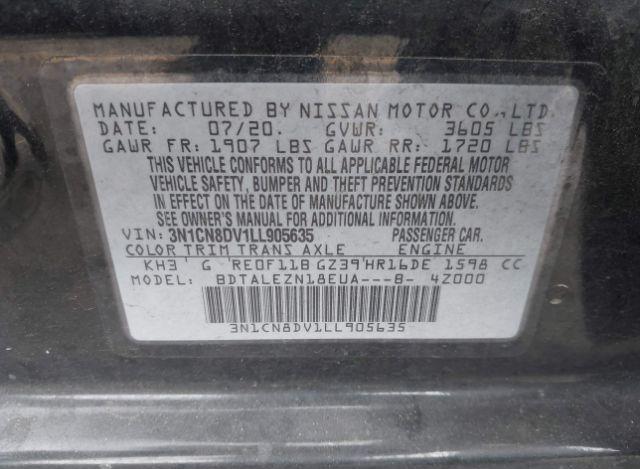 MANUFACTURED BY NISSAN MOTOR CO.,LTD.
DATE: 07/20. GVWR: 3605 LBS
GAWR FR: 1907 LBS GAWR RR: 1720 LBS
THIS VEHICLE CONFORMS TO ALL APPLICABLE FEDERAL MOTOR
VEHICLE SAFETY, BUMPER AND THEFT PREVENTION STANDARDS
IN EFFECT ON THE DATE OF MANUFACTURE SHOWN ABOVE.
SEE OWNER'S MANUAL FOR ADDITIONAL INFORMATION.
VIN: 3N1CN8DV1LL905635 PASSENGER CAR.
COLOR TRIM TRANS AXLE ENGINE
KH3 G RE0F11B GZ39 HR16DE 1598 CC
MODEL: BDTALEZN18EUA---B- 4Z000
3N1CN8DV1LL905635